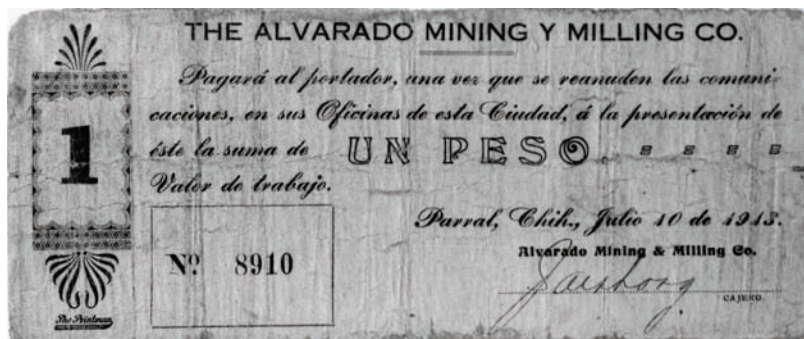 THE ALVARADO MINING Y MILLING CO.
Pagará al portador, una vez que se reanuden las comuni-
caciones, en sus Oficinas de esta Ciudad, á la presentación de
éste la suma de UN PESO.
Valor de trabajo.
1
Parral, Chih., Julio 10 de 1913.
Nº 8910
Alvarado Mining & Milling Co.
CAJERO.
The Printman